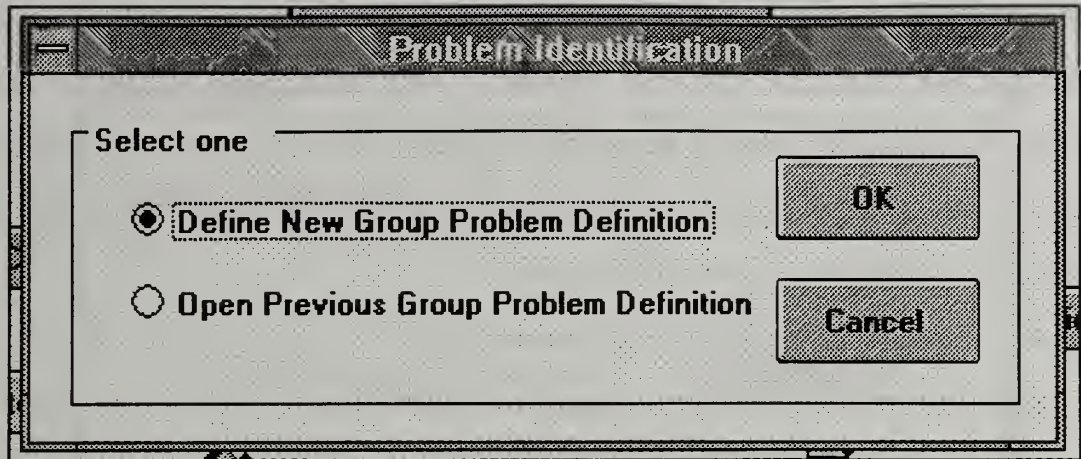 Problem Identification
Select one
Define New Group Problem Definition
OK
Open Previous Group Problem Definition
Cancel